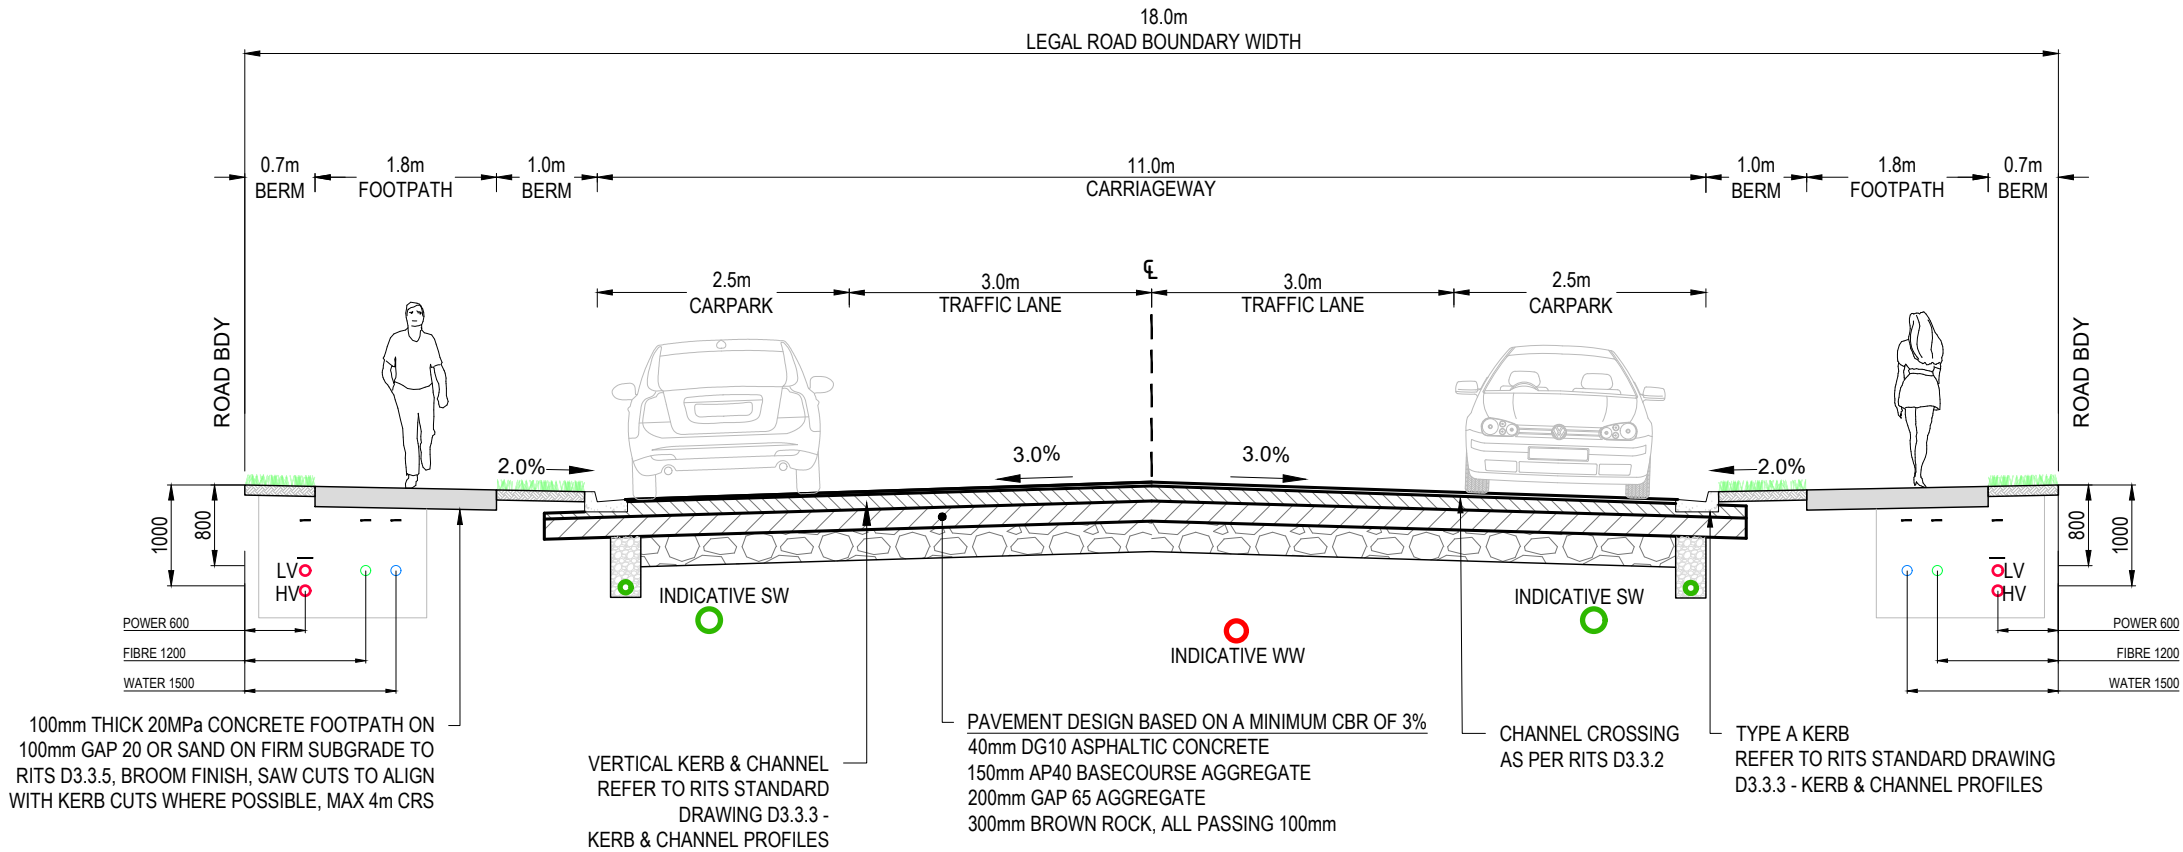 18.0m
LEGAL ROAD BOUNDARY WIDTH
0.7m
BERM
1.8m
FOOTPATH
1.0m
BERM
11.0m
CARRIAGEWAY
1.0m
BERM
1.8m
FOOTPATH
0.7m
BERM
2.5m
CARPARK
3.0m
TRAFFIC LANE
℄
3.0m
TRAFFIC LANE
2.5m
CARPARK
ROAD BDY
ROAD BDY
2.0%
3.0%
3.0%
2.0%
1000
800
800
1000
LV
HV
LV
HV
INDICATIVE SW
INDICATIVE SW
INDICATIVE WW
POWER 600
FIBRE 1200
WATER 1500
POWER 600
FIBRE 1200
WATER 1500
100mm THICK 20MPa CONCRETE FOOTPATH ON
100mm GAP 20 OR SAND ON FIRM SUBGRADE TO
RITS D3.3.5, BROOM FINISH, SAW CUTS TO ALIGN
WITH KERB CUTS WHERE POSSIBLE, MAX 4m CRS
VERTICAL KERB & CHANNEL
REFER TO RITS STANDARD
DRAWING D3.3.3 -
KERB & CHANNEL PROFILES
PAVEMENT DESIGN BASED ON A MINIMUM CBR OF 3%
40mm DG10 ASPHALTIC CONCRETE
150mm AP40 BASECOURSE AGGREGATE
200mm GAP 65 AGGREGATE
300mm BROWN ROCK, ALL PASSING 100mm
CHANNEL CROSSING
AS PER RITS D3.3.2
TYPE A KERB
REFER TO RITS STANDARD DRAWING
D3.3.3 - KERB & CHANNEL PROFILES